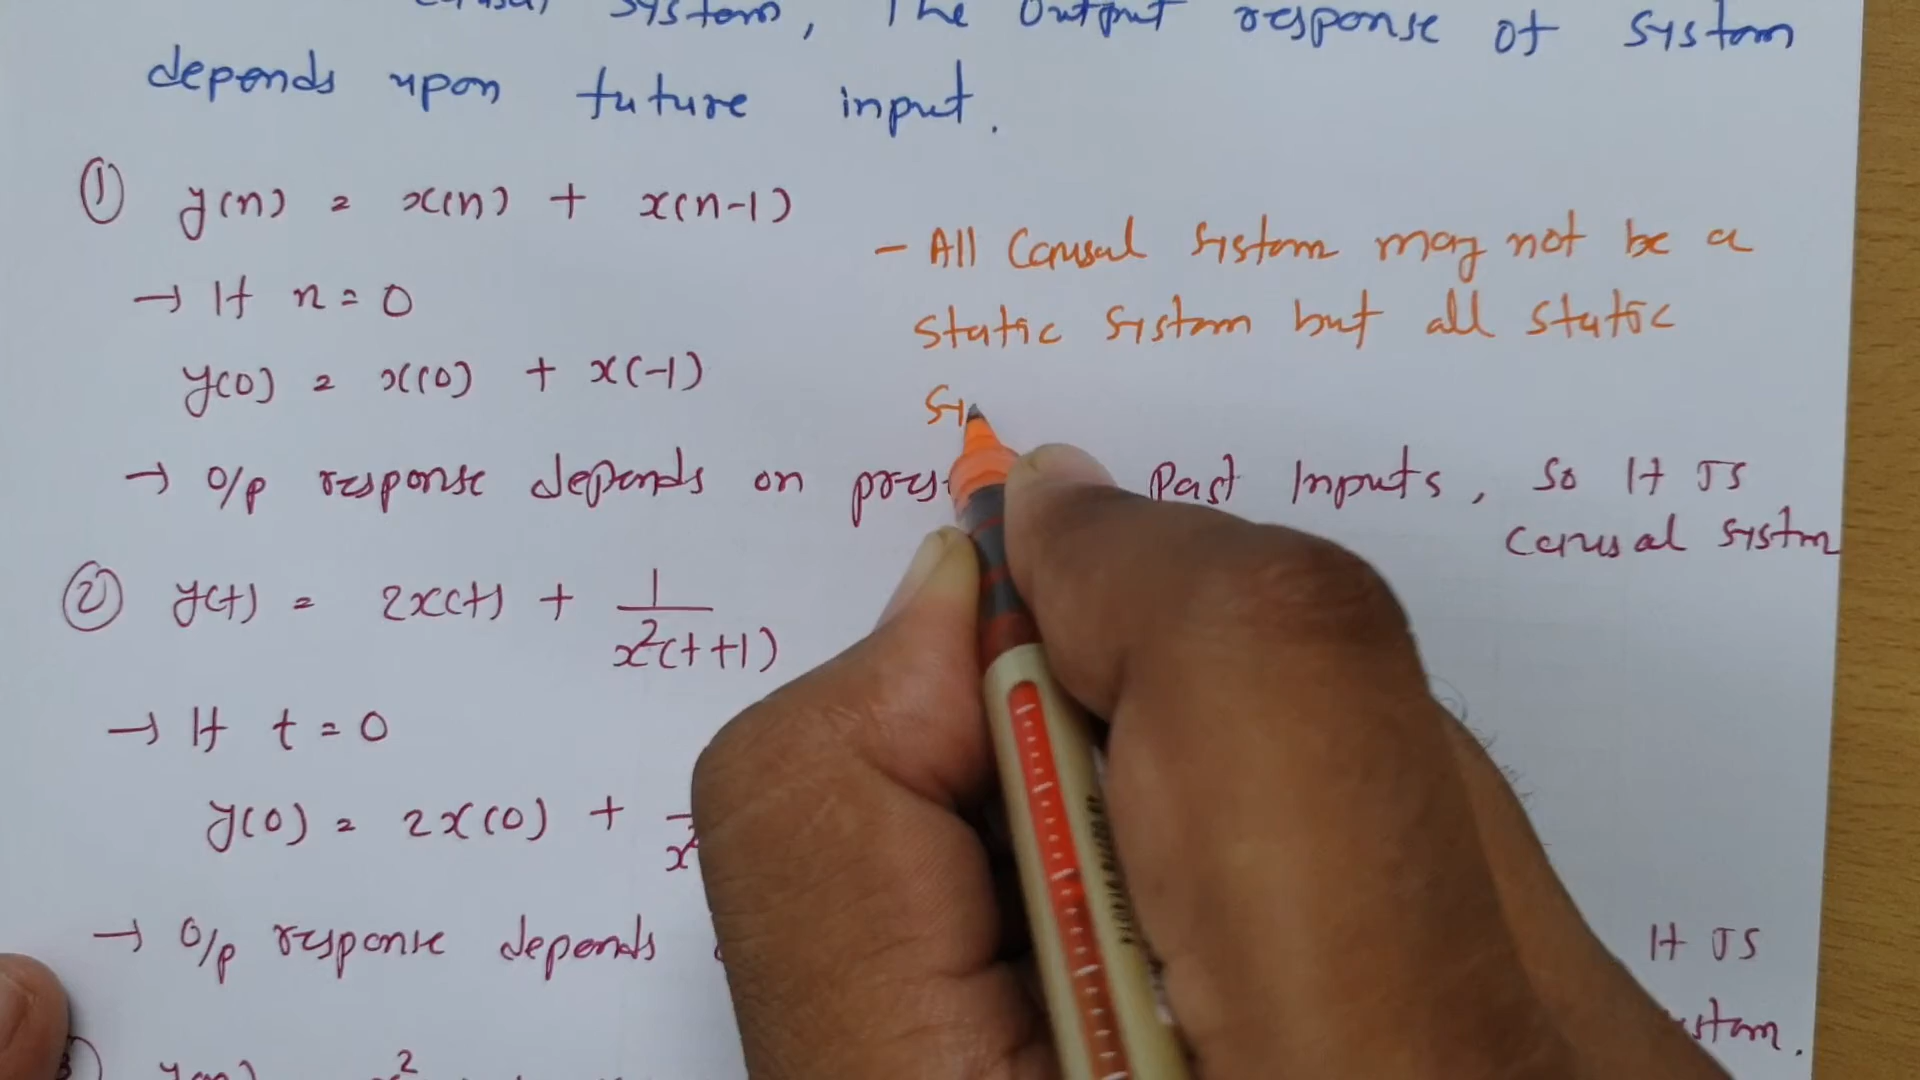 causal system, The output response of system
depends upon future input.
① y(n) = x(n) + x(n-1)
- All Causal system may not be a
→ If n = 0
static system but all static
y(0) = x(0) + x(-1)
sy
→ O/p response depends on past Inputs, so It Is
causal system
② y(t) = 2x(t) + 1/x²(t+1)
→ If t = 0
y(0) = 2x(0) +
→ O/p response depends It Is